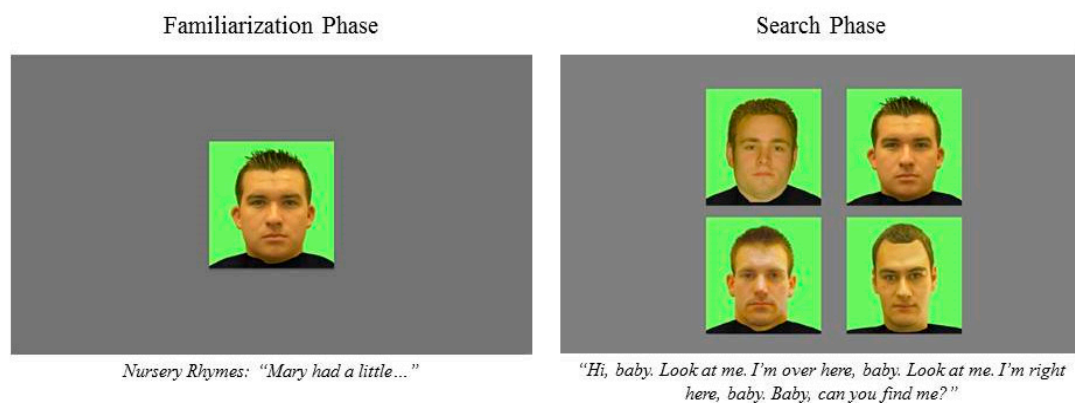 Familiarization Phase
Search Phase
Nursery Rhymes: “Mary had a little…”
“Hi, baby. Look at me. I’m over here, baby. Look at me. I’m right
here, baby. Baby, can you find me?”